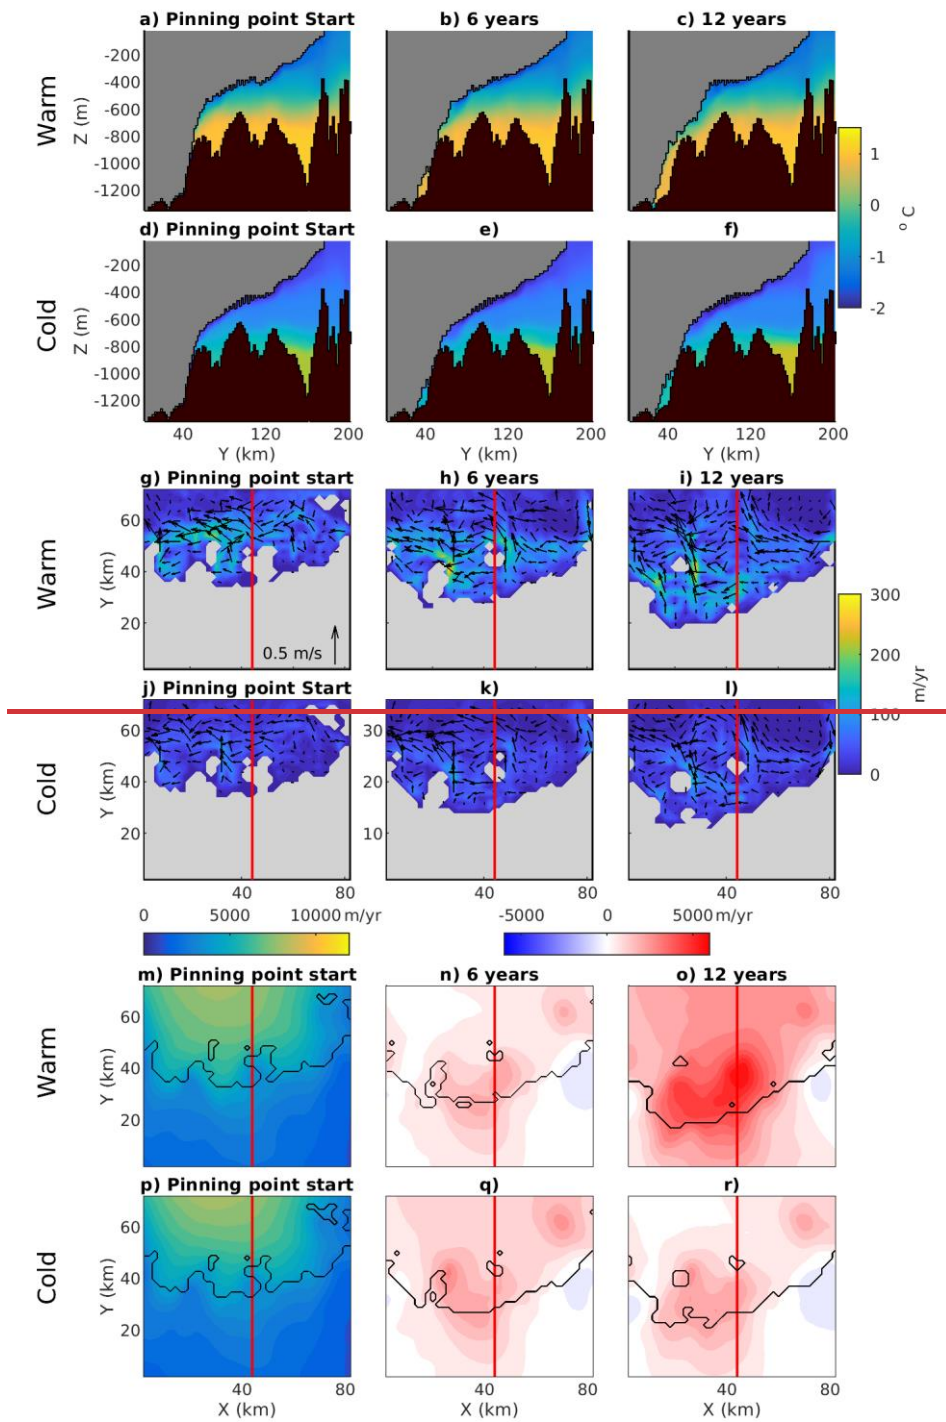 a) Pinning point Start
b) 6 years
c) 12 years
Warm
Z (m)
-200
-400
-600
-800
-1000
-1200
1
0
-1
-2
o C
d) Pinning point Start
e)
f)
Cold
Z (m)
-200
-400
-600
-800
-1000
-1200
40 120 200
40 120 200
40 120 200
Y (km)
Y (km)
Y (km)
g) Pinning point start
h) 6 years
i) 12 years
Warm
Y (km)
60
40
20
0.5 m/s
300
200
100
0
m/yr
j) Pinning point Start
k)
l)
Cold
Y (km)
60
40
20
30
20
10
40 80
40 80
40 80
0 5000 10000 m/yr
-5000 0 5000 m/yr
m) Pinning point start
n) 6 years
o) 12 years
Warm
Y (km)
60
40
20
p) Pinning point Start
q)
r)
Cold
Y (km)
60
40
20
40 80
40 80
40 80
X (km)
X (km)
X (km)